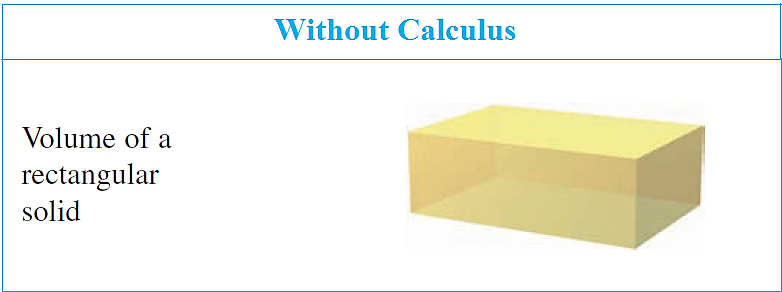 Without Calculus
Volume of a
rectangular
solid